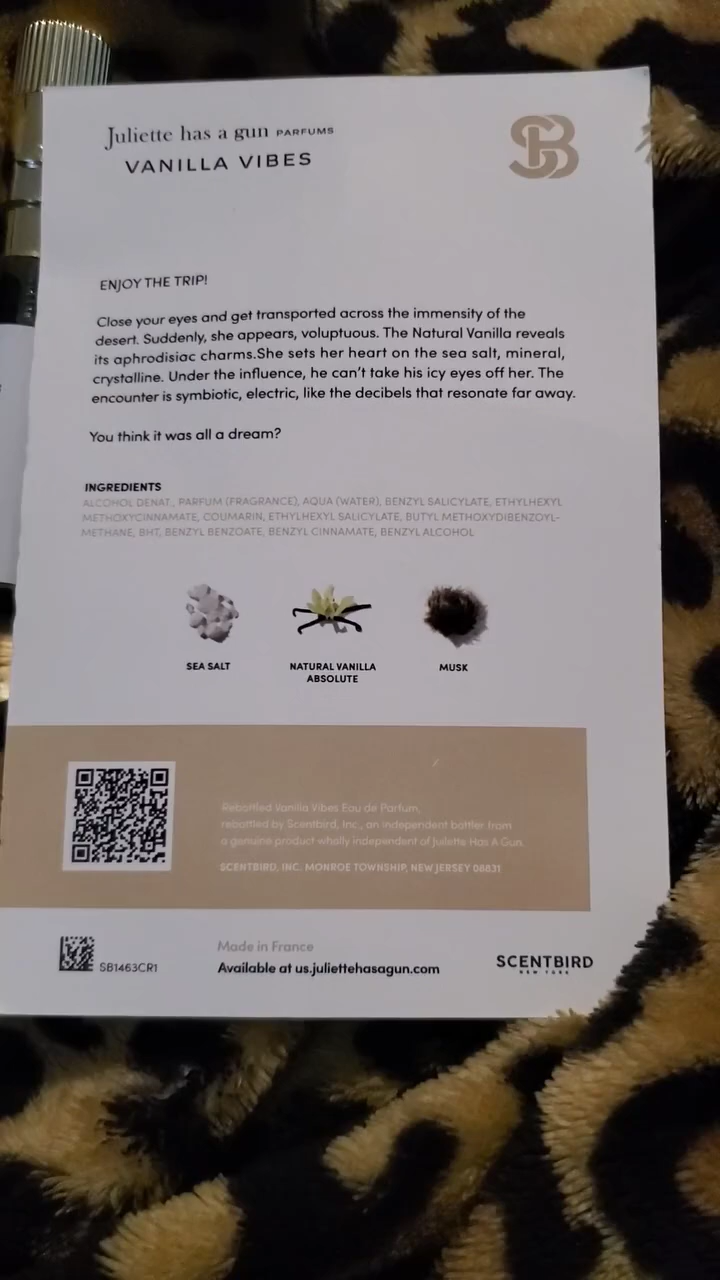 Juliette has a gun PARFUMS
VANILLA VIBES
SB
ENJOY THE TRIP!
Close your eyes and get transported across the immensity of the
desert. Suddenly, she appears, voluptuous. The Natural Vanilla reveals
its aphrodisiac charms.She sets her heart on the sea salt, mineral,
crystalline. Under the influence, he can't take his icy eyes off her. The
encounter is symbiotic, electric, like the decibels that resonate far away.
You think it was all a dream?
INGREDIENTS
ALCOHOL DENAT., PARFUM (FRAGRANCE), AQUA (WATER), BENZYL SALICYLATE, ETHYLHEXYL
METHOXYCINNAMATE, COUMARIN, ETHYLHEXYL SALICYLATE, BUTYL METHOXYDIBENZOYL-
METHANE, BHT, BENZYL BENZOATE, BENZYL CINNAMATE, BENZYL ALCOHOL
SEA SALT
NATURAL VANILLA
ABSOLUTE
MUSK
Rebottled Vanilla Vibes Eau de Parfum,
rebottled by Scentbird, Inc., an independent bottler from
a genuine product wholly independent of Juliette Has A Gun.
SCENTBIRD, INC. MONROE TOWNSHIP, NEW JERSEY 08831
SB1463CR1
Made in France
Available at us.juliettehasagun.com
SCENTBIRD
NEW YORK